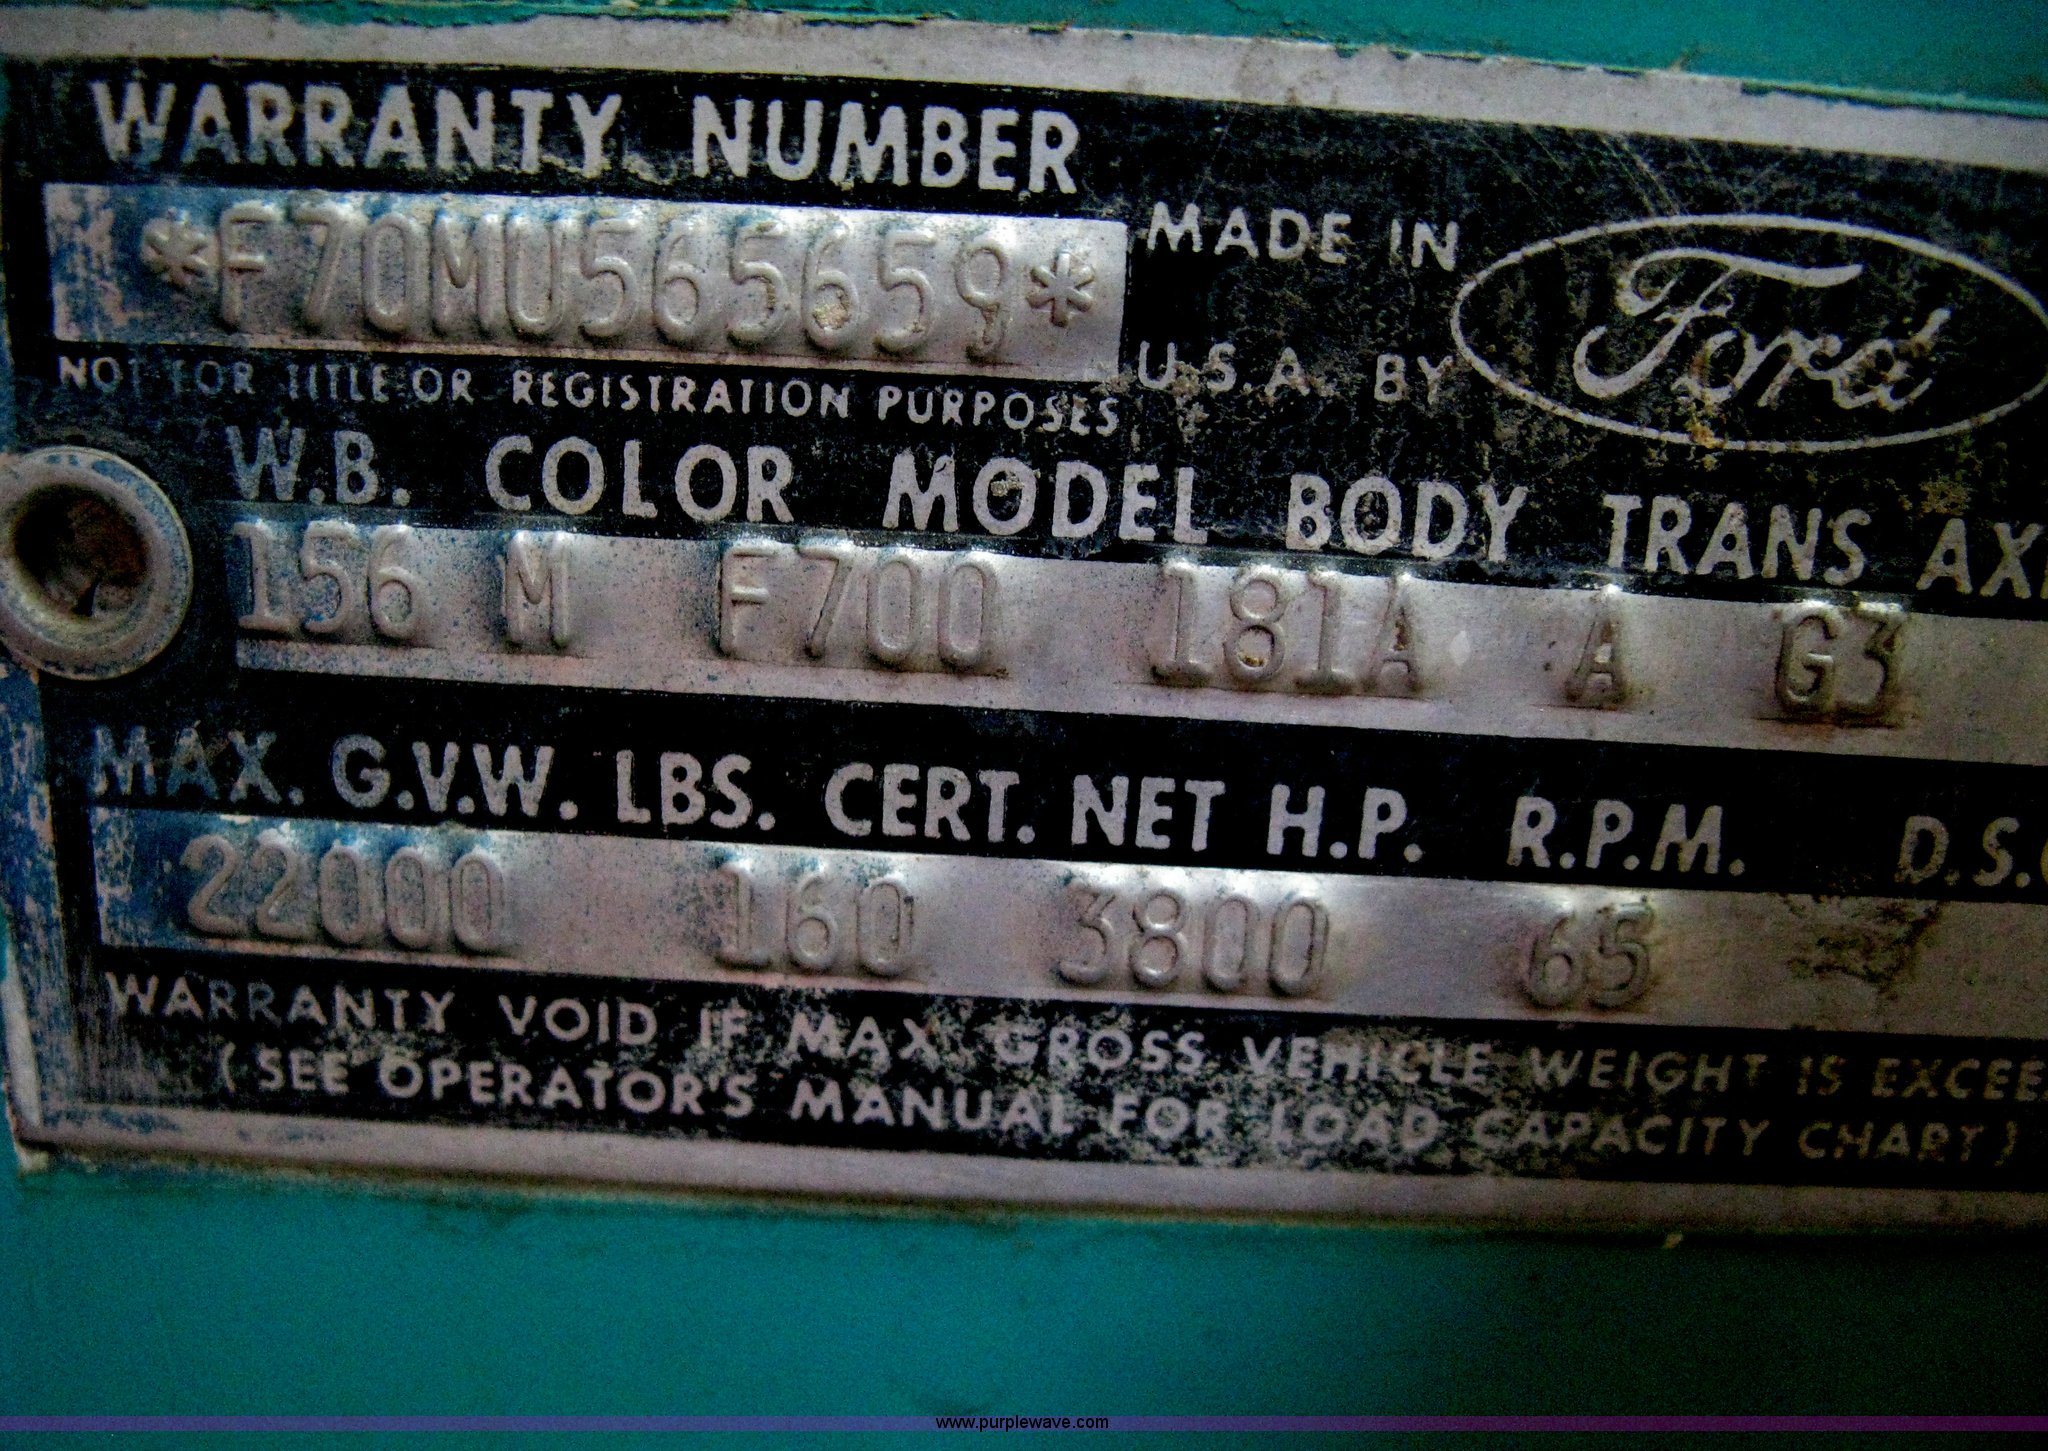 WARRANTY NUMBER
*F70MU565659*
MADE IN
U.S.A. BY
Ford
NOT FOR TITLE OR REGISTRATION PURPOSES
W.B. COLOR MODEL BODY TRANS AX
156 M F700 181A A G3
MAX. G.V.W. LBS. CERT. NET H.P. R.P.M. D.S.
22000 160 3800 65
WARRANTY VOID IF MAX. GROSS VEHICLE WEIGHT IS EXCEE
(SEE OPERATOR'S MANUAL FOR LOAD CAPACITY CHART)
www.purplewave.com